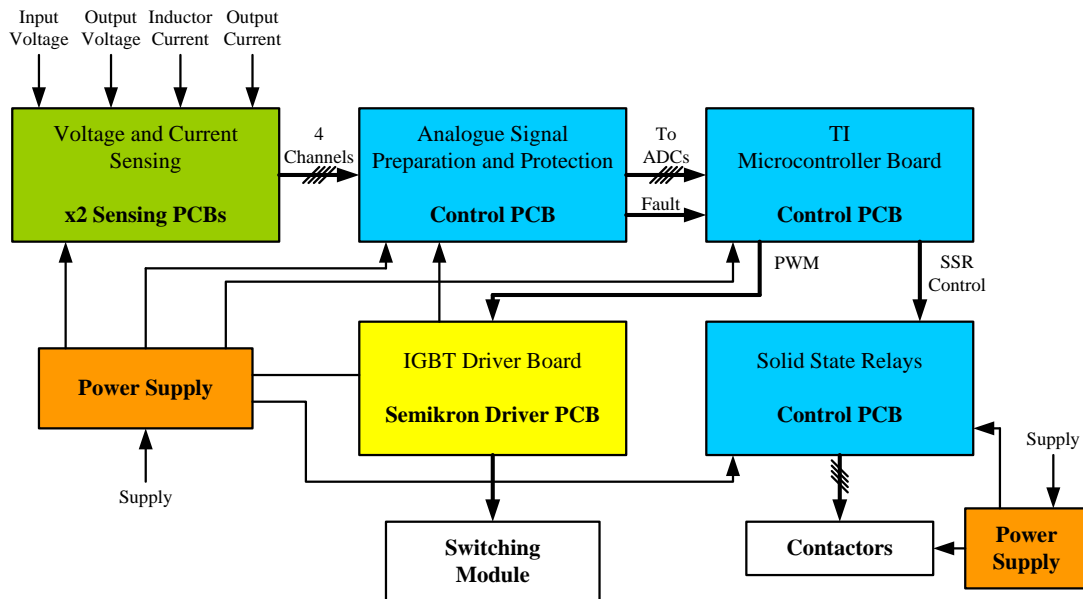 Input
Voltage
Output
Voltage
Inductor
Current
Output
Current
Voltage and Current
Sensing
x2 Sensing PCBs
4
Channels
Analogue Signal
Preparation and Protection
Control PCB
To
ADCs
Fault
TI
Microcontroller Board
Control PCB
PWM
SSR
Control
Power Supply
Supply
IGBT Driver Board
Semikron Driver PCB
Solid State Relays
Control PCB
Supply
Switching
Module
Contactors
Power
Supply